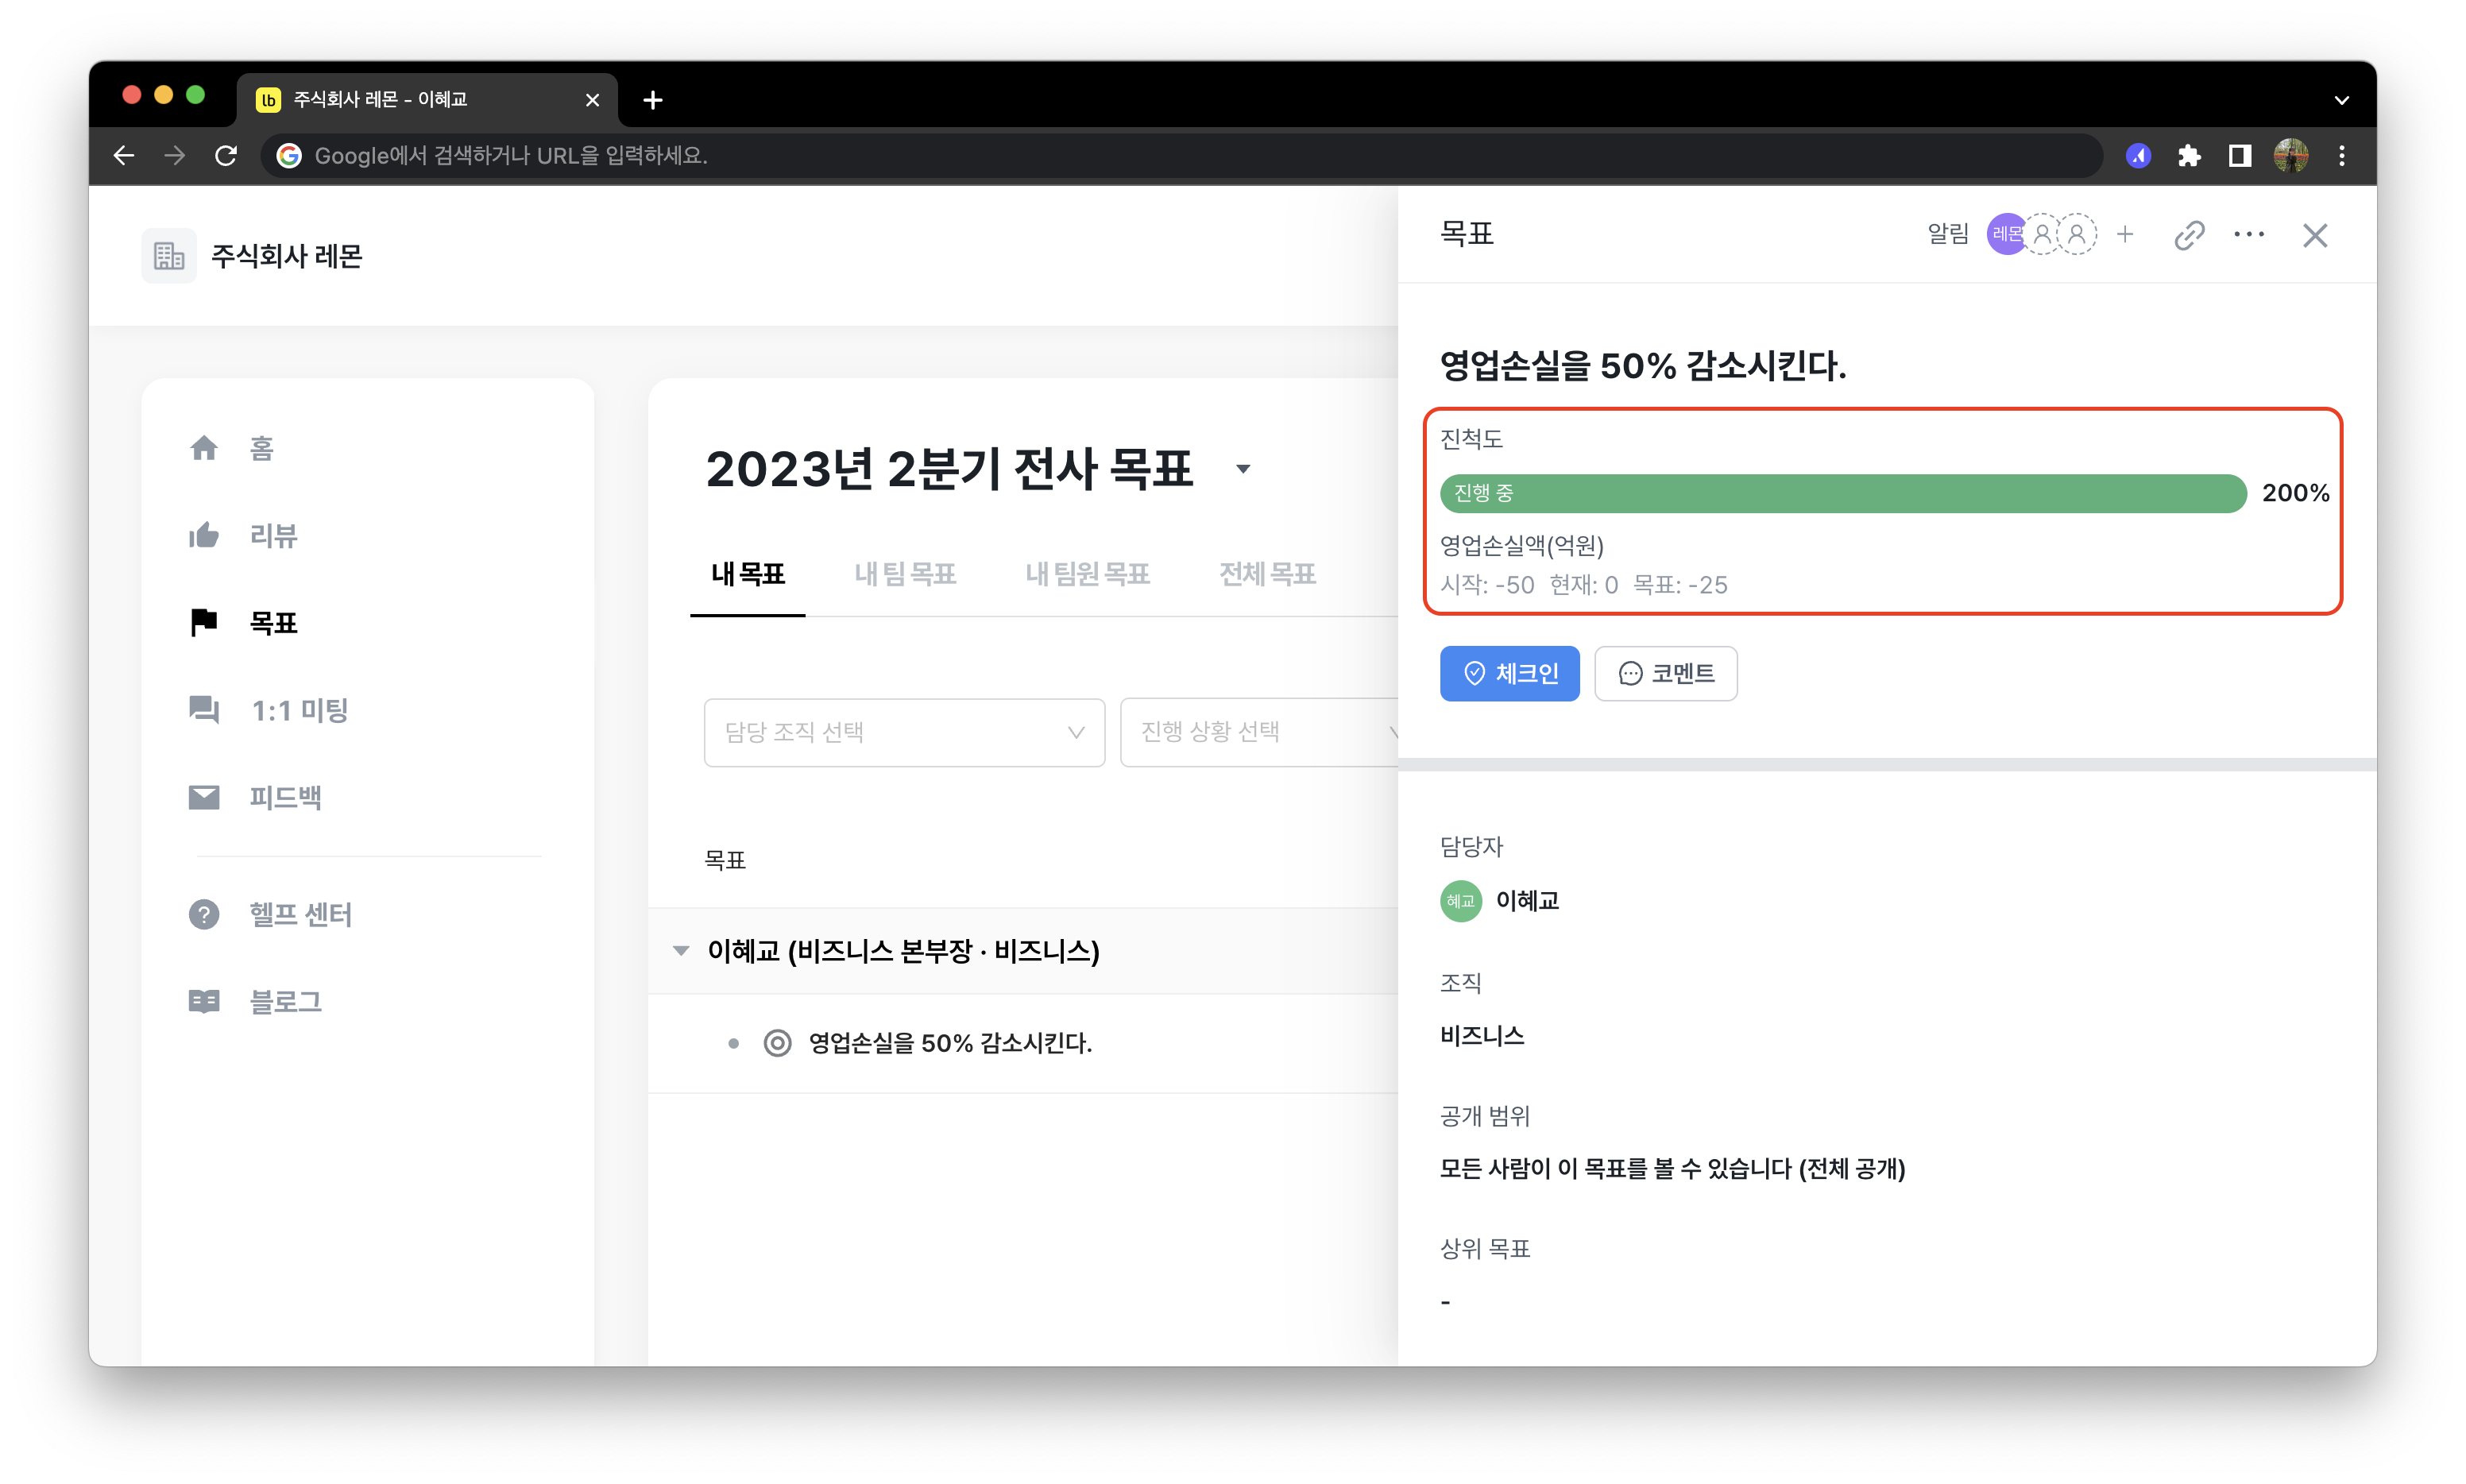 lb 주식회사 레몬 - 이혜교
Google에서 검색하거나 URL을 입력하세요.
주식회사 레몬
홈
리뷰
목표
1:1 미팅
피드백
헬프 센터
블로그
2023년 2분기 전사 목표
내 목표 내 팀 목표 내 팀원 목표 전체 목표
담당 조직 선택 진행 상황 선택
목표
이혜교 (비즈니스 본부장 · 비즈니스)
영업손실을 50% 감소시킨다.
목표 알림 레몬
영업손실을 50% 감소시킨다.
진척도
진행 중 200%
영업손실액(억원)
시작: -50 현재: 0 목표: -25
체크인 코멘트
담당자
혜교 이혜교
조직
비즈니스
공개 범위
모든 사람이 이 목표를 볼 수 있습니다 (전체 공개)
상위 목표
-